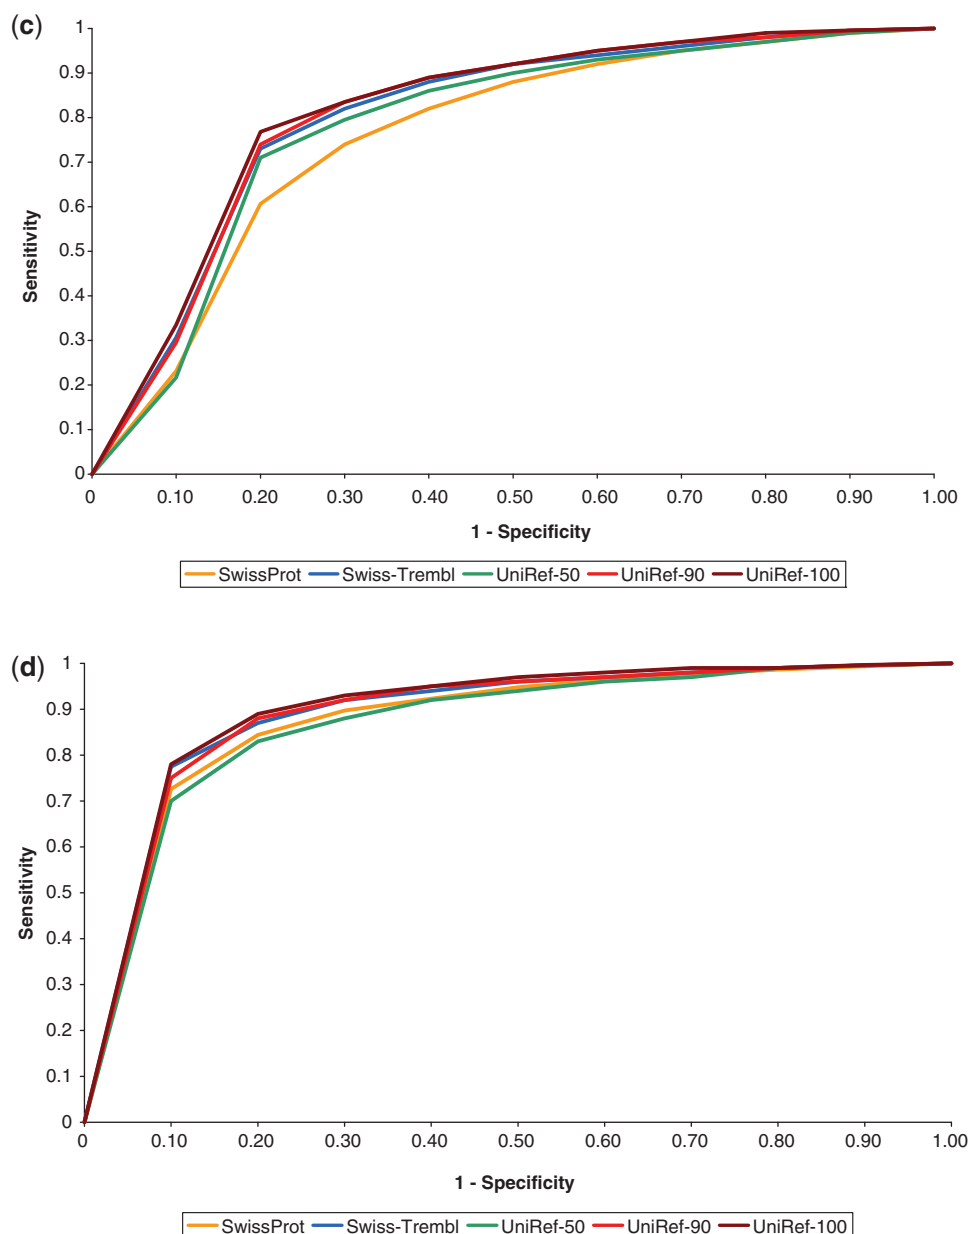 (c)
1
0.9
0.8
0.7
0.6
0.5
0.4
0.3
0.2
0.1
0
Sensitivity
0 0.10 0.20 0.30 0.40 0.50 0.60 0.70 0.80 0.90 1.00
1 - Specificity
SwissProt Swiss-Trembl UniRef-50 UniRef-90 UniRef-100
(d)
1
0.9
0.8
0.7
0.6
0.5
0.4
0.3
0.2
0.1
0
Sensitivity
0 0.10 0.20 0.30 0.40 0.50 0.60 0.70 0.80 0.90 1.00
1 - Specificity
SwissProt Swiss-Trembl UniRef-50 UniRef-90 UniRef-100